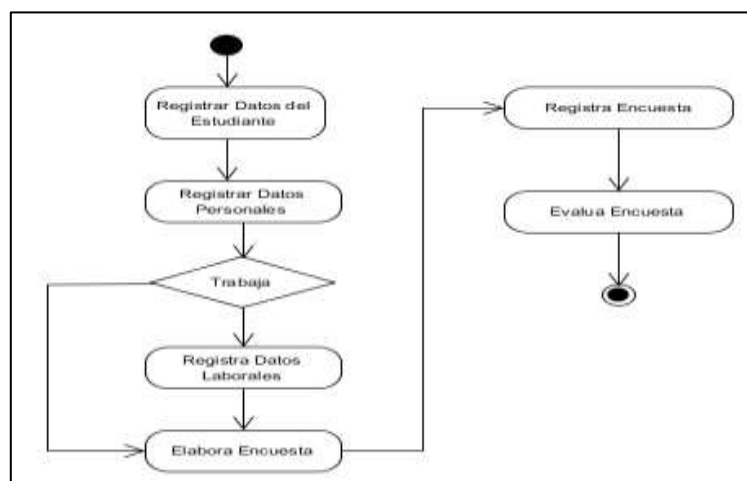 Registrar Datos del
Estudiante
Registrar Datos
Personales
Trabaja
Registra Datos
Laborales
Elabora Encuesta
Registra Encuesta
Evalua Encuesta